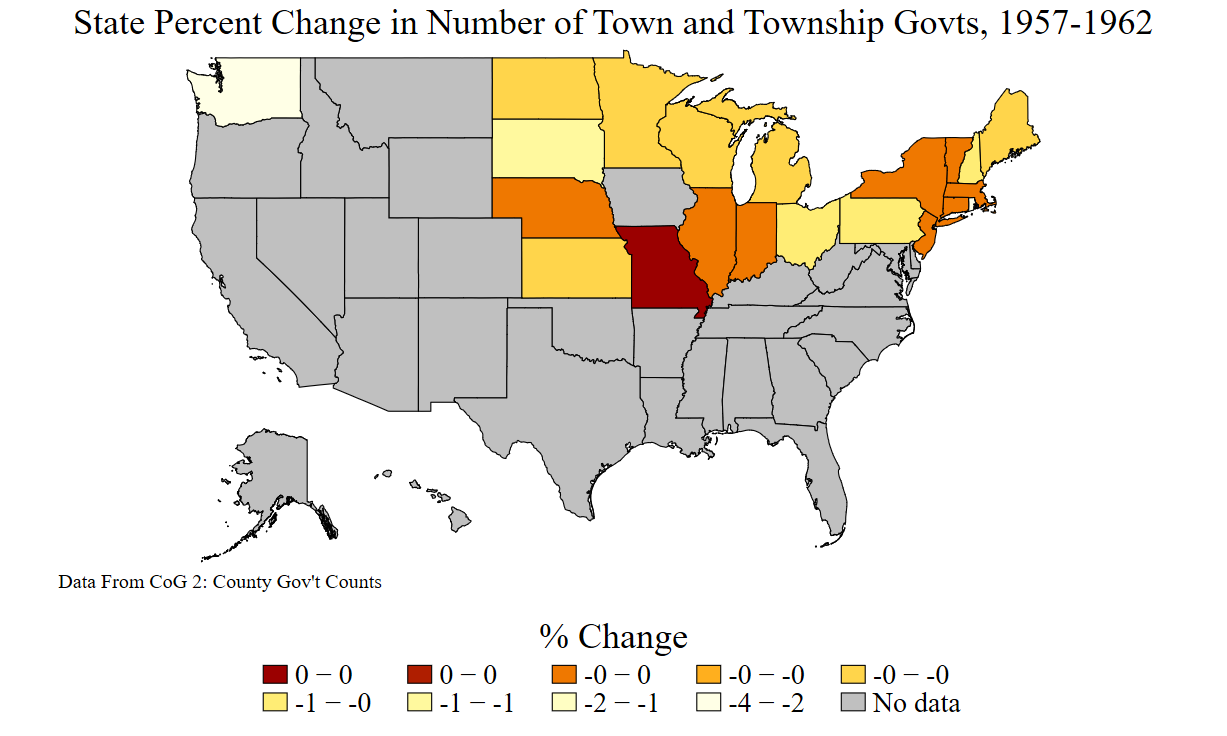 State Percent Change in Number of Town and Township Govts, 1957-1962
Data From CoG 2: County Gov't Counts
% Change
0 − 0 0 − 0 -0 − 0 -0 − -0 -0 − -0
-1 − -0 -1 − -1 -2 − -1 -4 − -2 No data